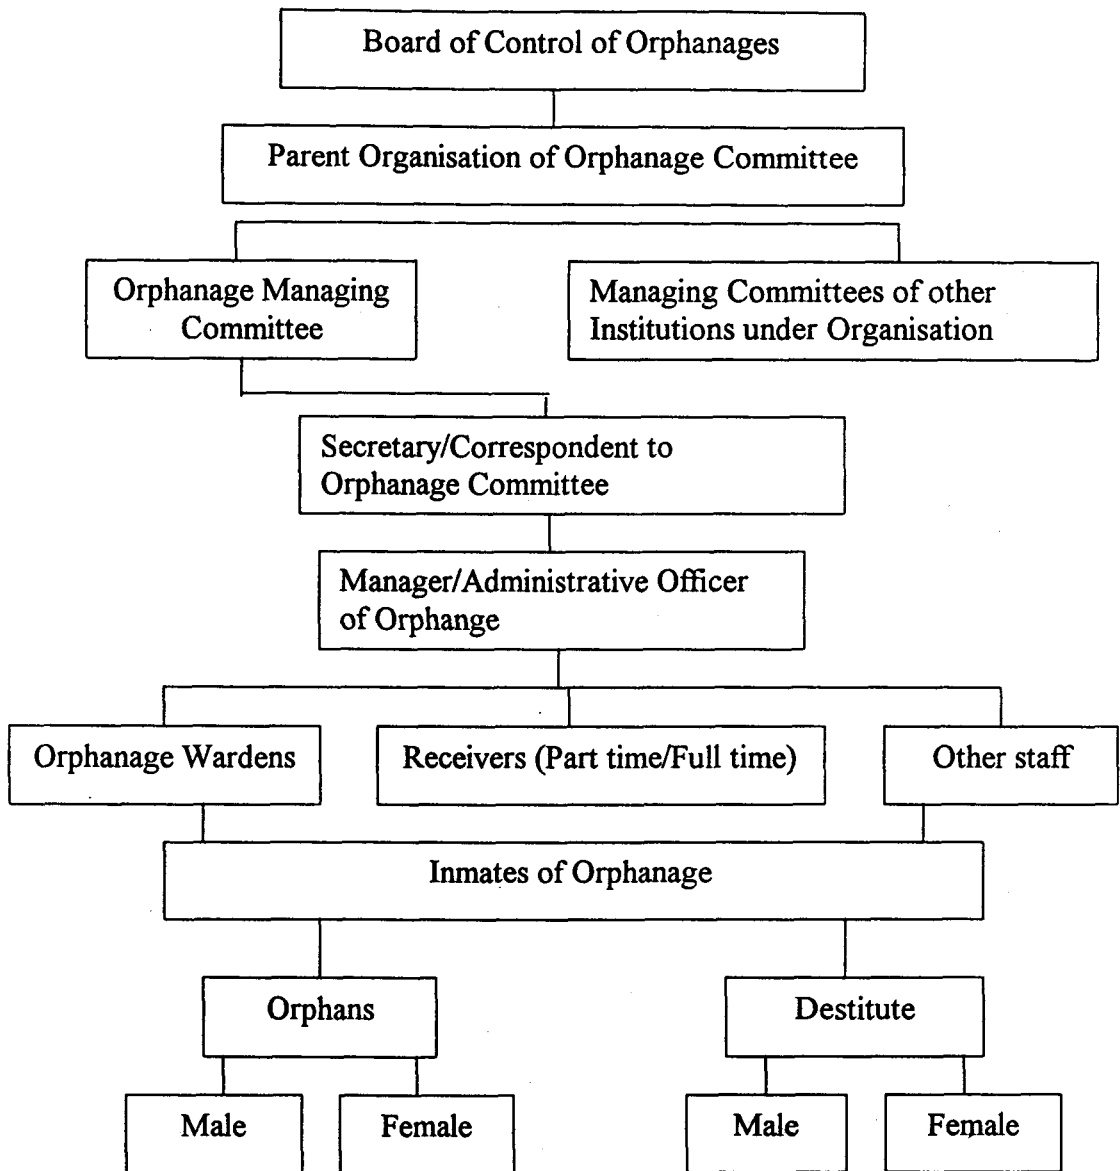 Board of Control of Orphanages
Parent Organisation of Orphanage Committee
Orphanage Managing
Committee
Managing Committees of other
Institutions under Organisation
Secretary/Correspondent to
Orphanage Committee
Manager/Administrative Officer
of Orphange
Orphanage Wardens
Receivers (Part time/Full time)
Other staff
Inmates of Orphanage
Orphans
Destitute
Male
Female
Male
Female